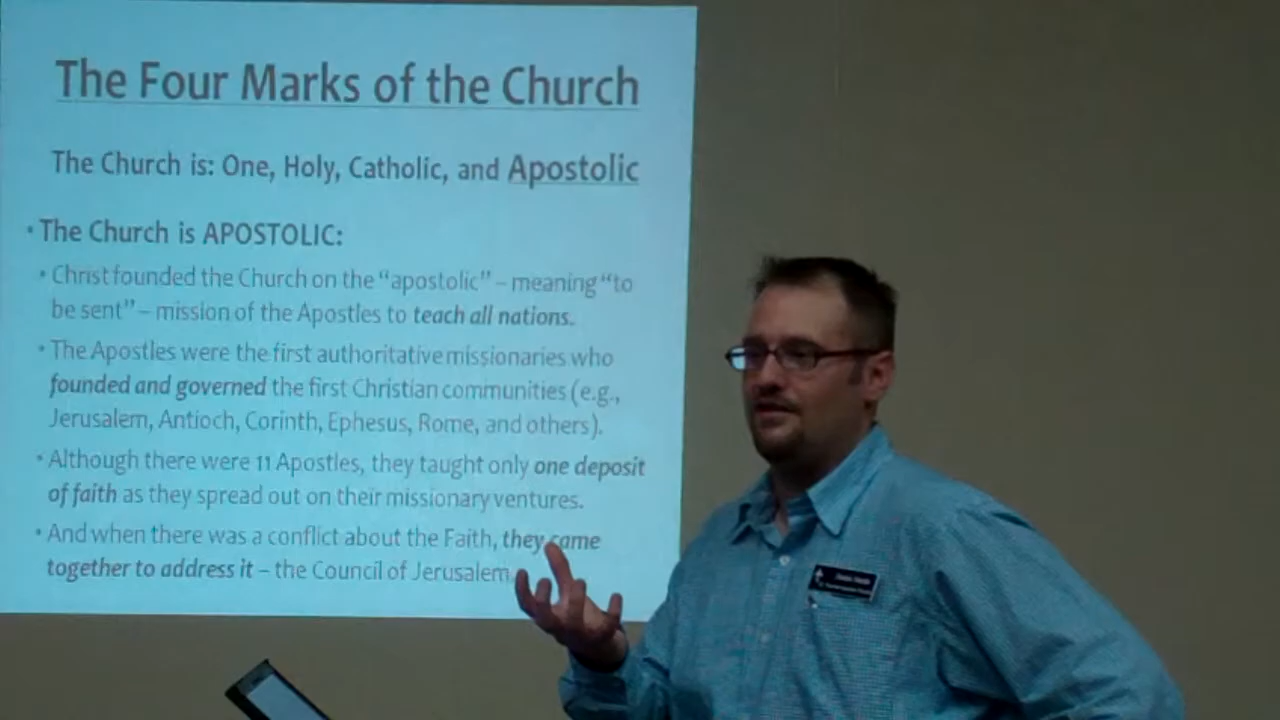 The Four Marks of the Church
The Church is: One, Holy, Catholic, and Apostolic
• The Church is APOSTOLIC:
• Christ founded the Church on the “apostolic” – meaning “to
be sent” – mission of the Apostles to teach all nations.
• The Apostles were the first authoritative missionaries who
founded and governed the first Christian communities (e.g.,
Jerusalem, Antioch, Corinth, Ephesus, Rome, and others).
• Although there were 11 Apostles, they taught only one deposit
of faith as they spread out on their missionary ventures.
• And when there was a conflict about the Faith, they came
together to address it – the Council of Jerusalem.